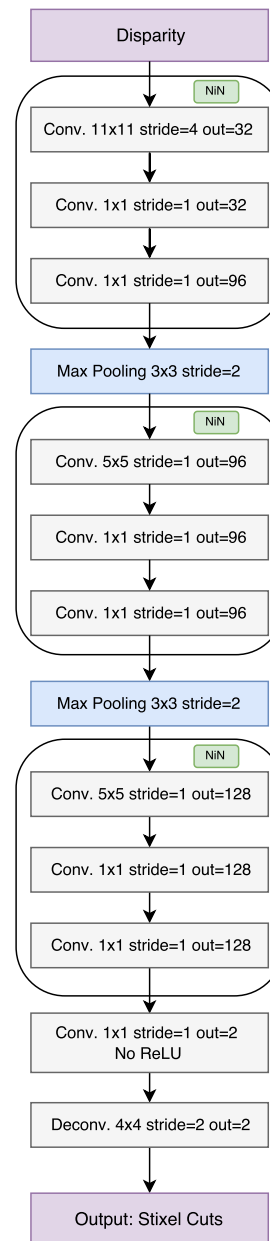 Disparity
NiN
Conv. 11x11 stride=4 out=32
Conv. 1x1 stride=1 out=32
Conv. 1x1 stride=1 out=96
Max Pooling 3x3 stride=2
NiN
Conv. 5x5 stride=1 out=96
Conv. 1x1 stride=1 out=96
Conv. 1x1 stride=1 out=96
Max Pooling 3x3 stride=2
NiN
Conv. 5x5 stride=1 out=128
Conv. 1x1 stride=1 out=128
Conv. 1x1 stride=1 out=128
Conv. 1x1 stride=1 out=2
No ReLU
Deconv. 4x4 stride=2 out=2
Output: Stixel Cuts